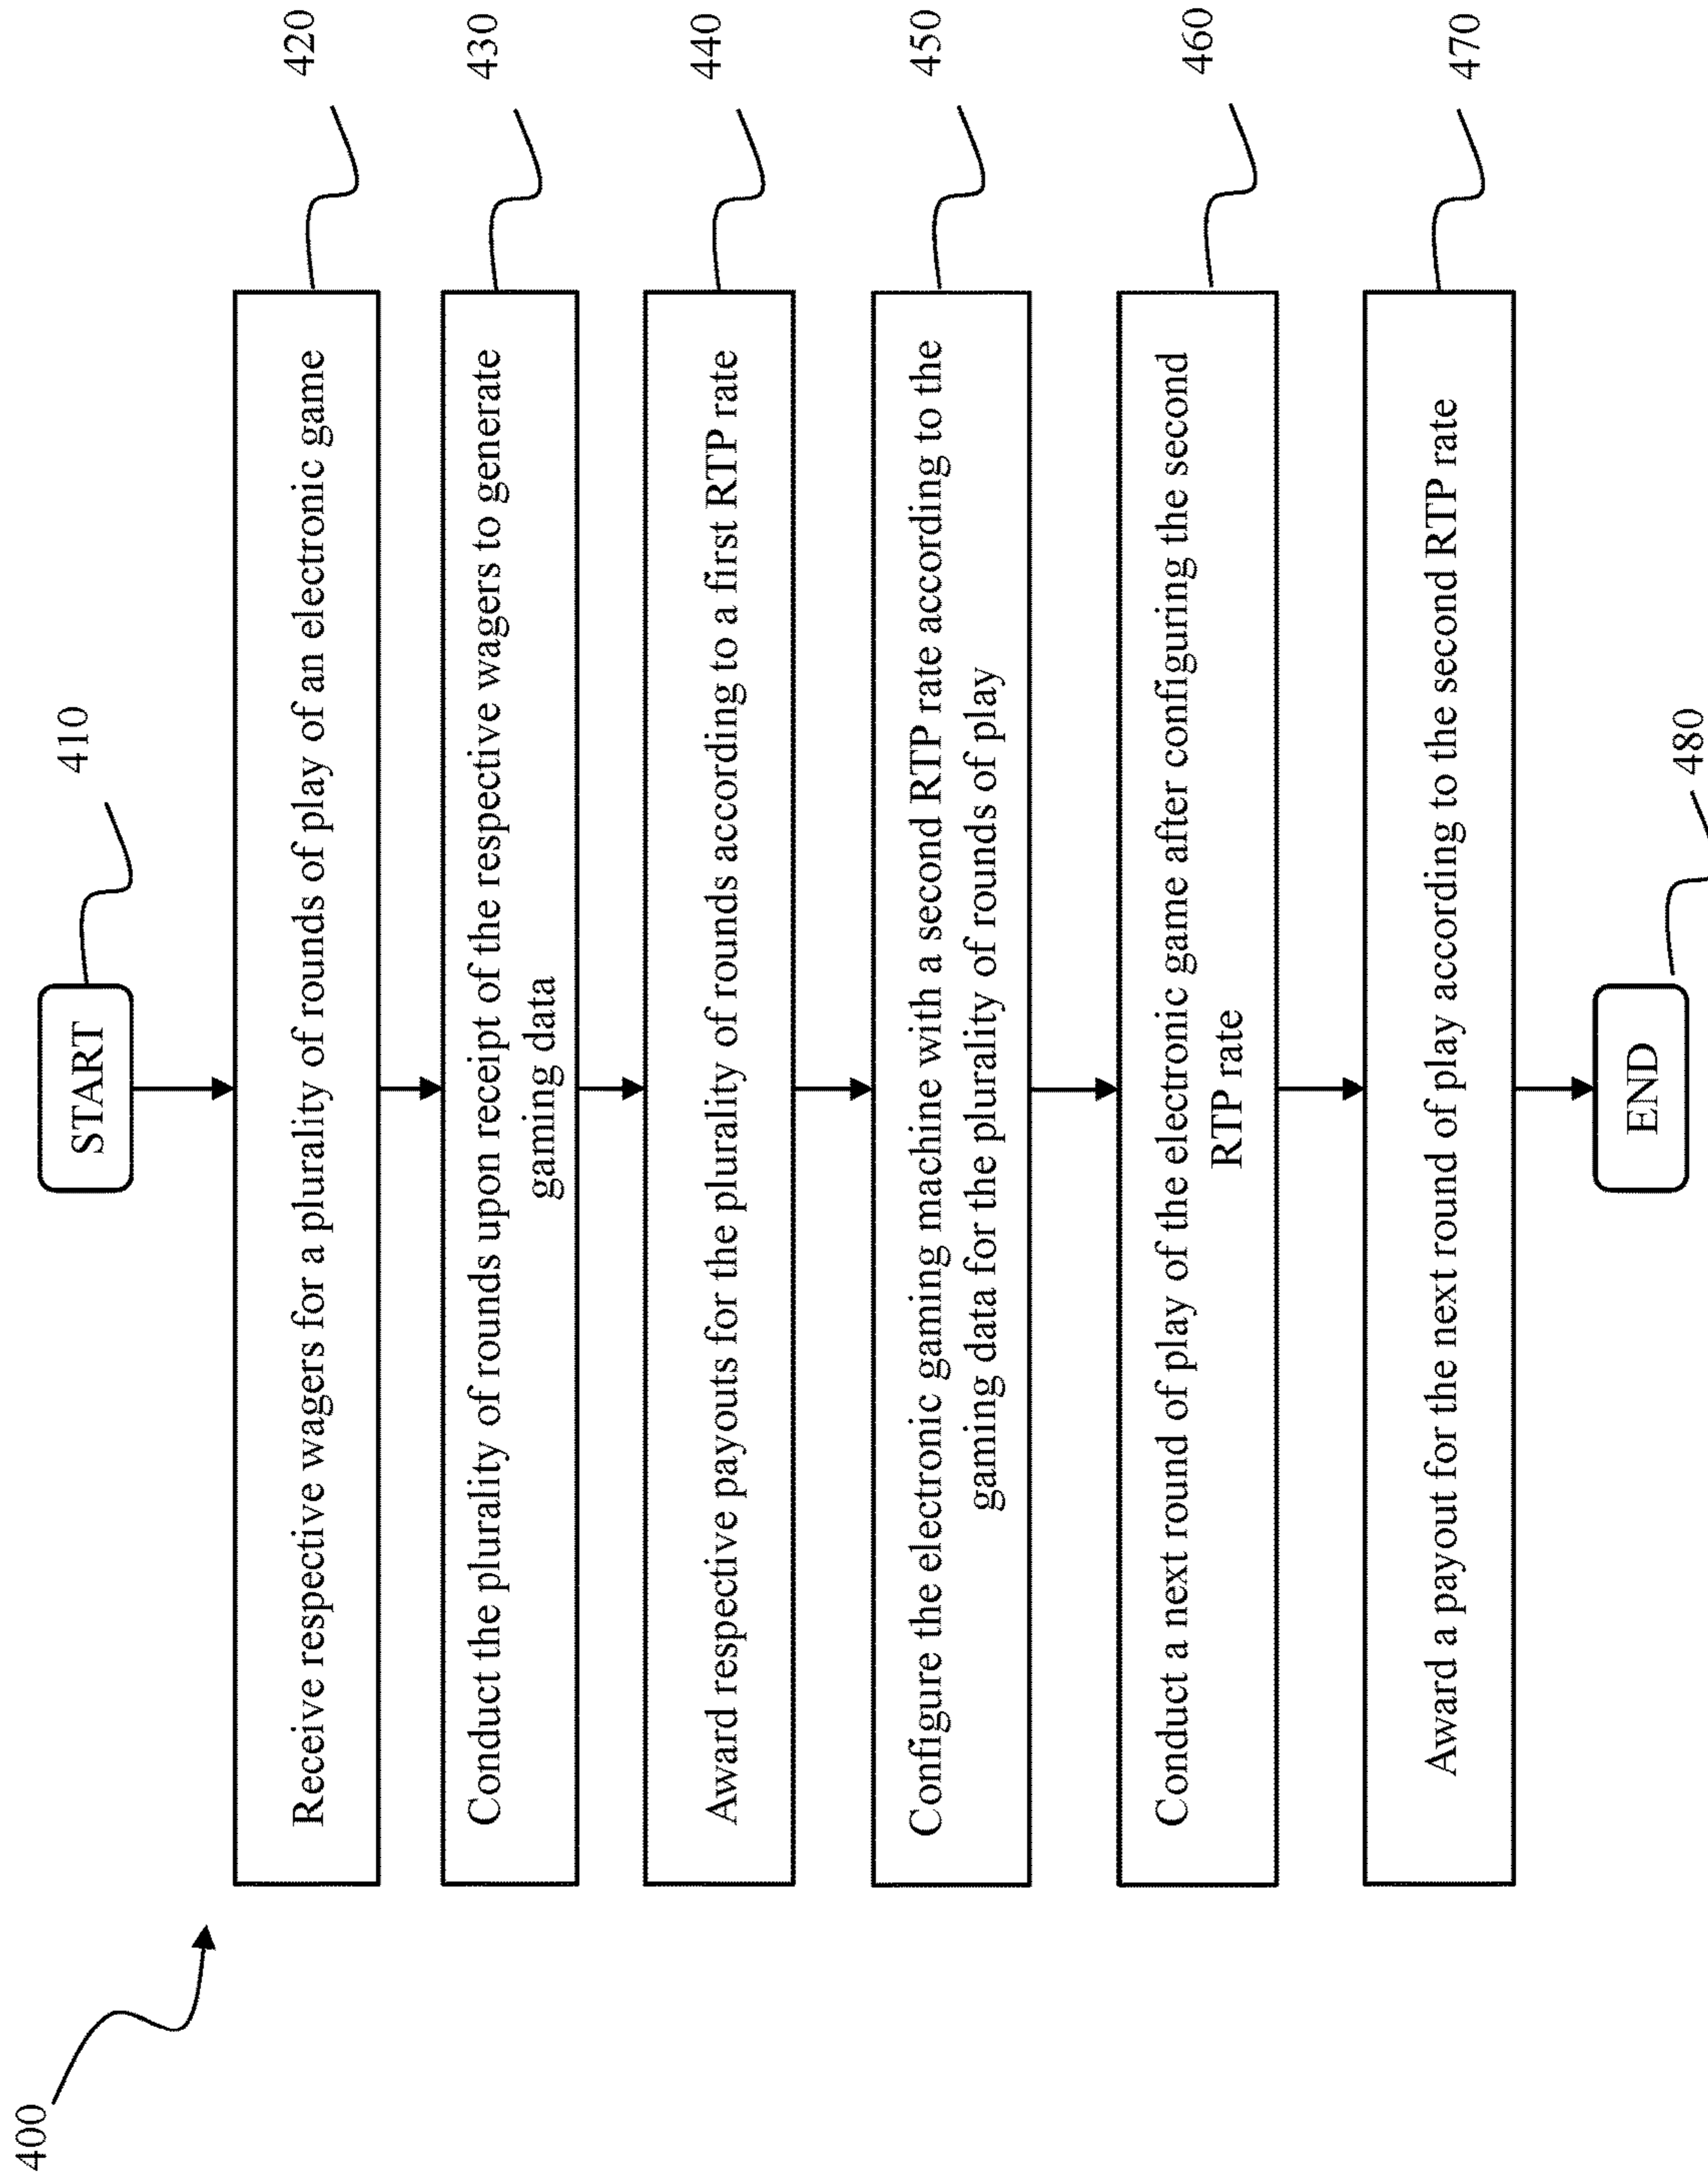 400
START
410
Receive respective wagers for a plurality of rounds of play of an electronic game
420
Conduct the plurality of rounds upon receipt of the respective wagers to generate
gaming data
430
Award respective payouts for the plurality of rounds according to a first RTP rate
440
Configure the electronic gaming machine with a second RTP rate according to the
gaming data for the plurality of rounds of play
450
Conduct a next round of play of the electronic game after configuring the second
RTP rate
460
Award a payout for the next round of play according to the second RTP rate
470
END
480